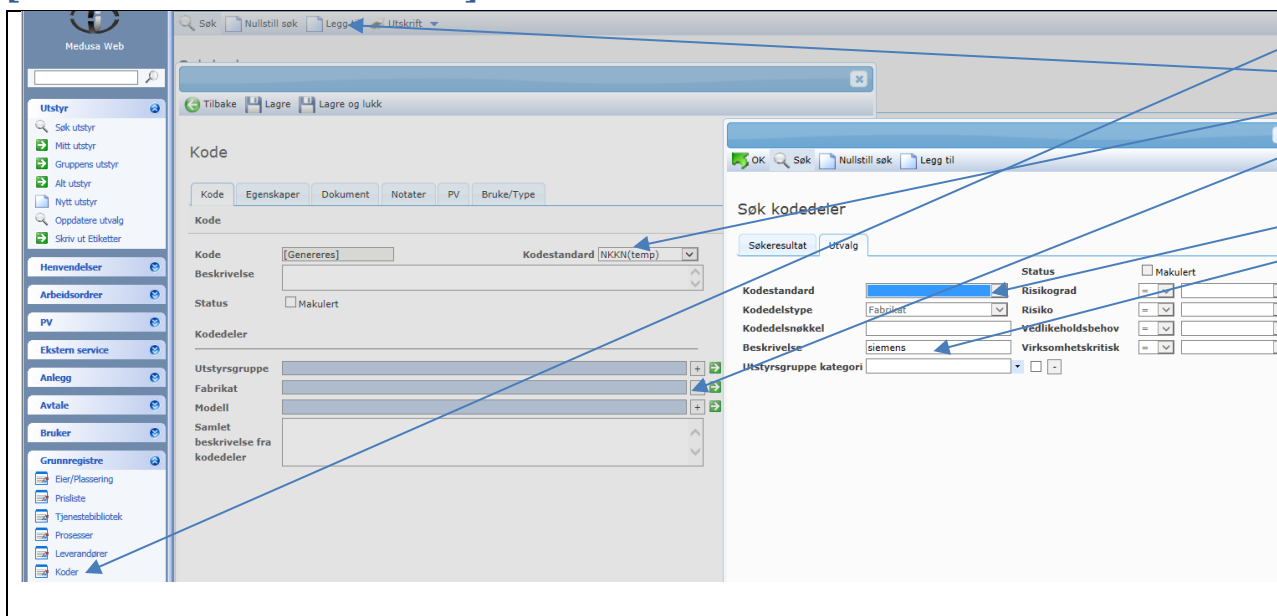 Medusa Web
Utstyr
Søk utstyr
Mitt utstyr
Gruppens utstyr
Alt utstyr
Nytt utstyr
Oppdatere utvalg
Skriv ut Etiketter
Henvendelser
Arbeidsordrer
PV
Ekstern service
Anlegg
Avtale
Bruker
Grunnregistre
Eier/Plassering
Prisliste
Tjenestebibliotek
Prosesser
Leverandører
Koder
Søk Nullstill søk Legg til Utskrift
Tilbake Lagre Lagre og lukk
Kode
Kode Egenskaper Dokument Notater PV Bruke/Type
Kode
Kode [Genereres] Kodestandard NKKN(temp)
Beskrivelse
Status Makulert
Kodedeler
Utstyrsgruppe +
Fabrikat
Modell +
Samlet
beskrivelse fra
kodedeler
OK Søk Nullstill søk Legg til
Søk kodedeler
Søkeresultat Utvalg
Status Makulert
Kodestandard Risikograd =
Kodedelstype Fabrikat Risiko =
Kodedelsnøkkel Vedlikeholdsbehov =
Beskrivelse siemens Virksomhetskritisk =
Utstyrsgruppe kategori -